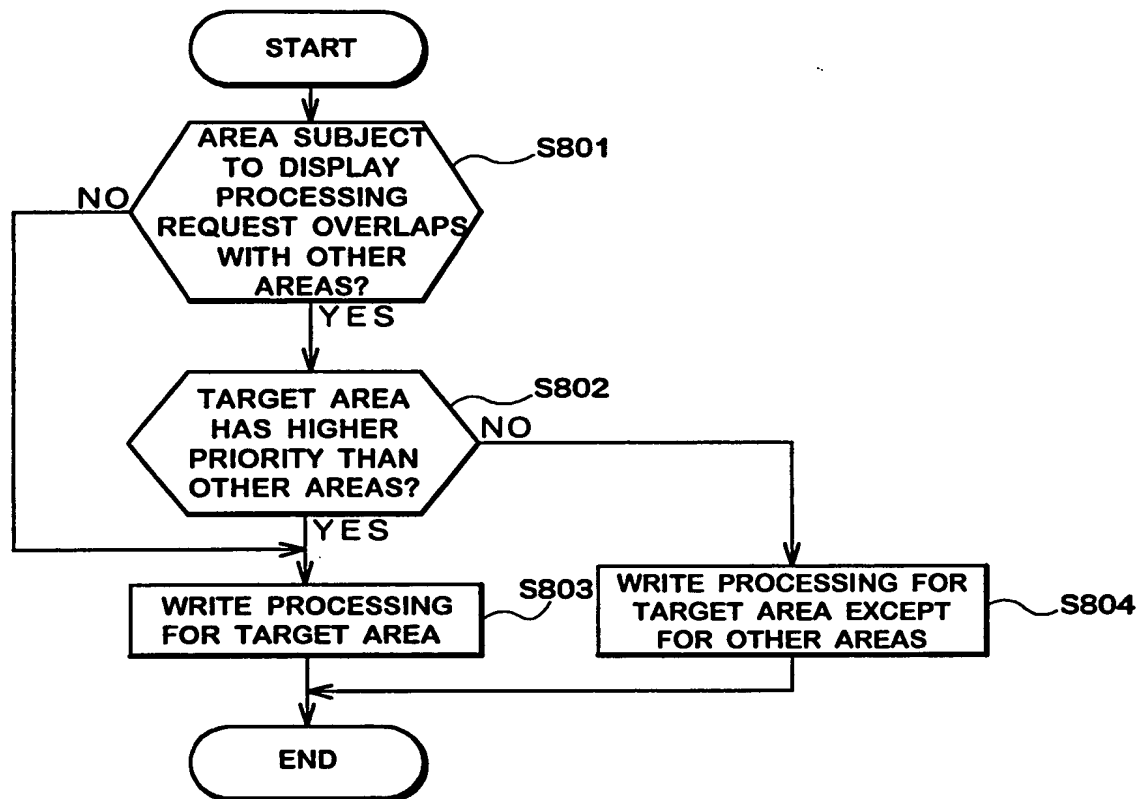 START
AREA SUBJECT
TO DISPLAY
PROCESSING
REQUEST OVERLAPS
WITH OTHER
AREAS?
S801
NO
YES
TARGET AREA
HAS HIGHER
PRIORITY THAN
OTHER AREAS?
S802
NO
YES
WRITE PROCESSING
FOR TARGET AREA
S803
WRITE PROCESSING FOR
TARGET AREA EXCEPT
FOR OTHER AREAS
S804
END